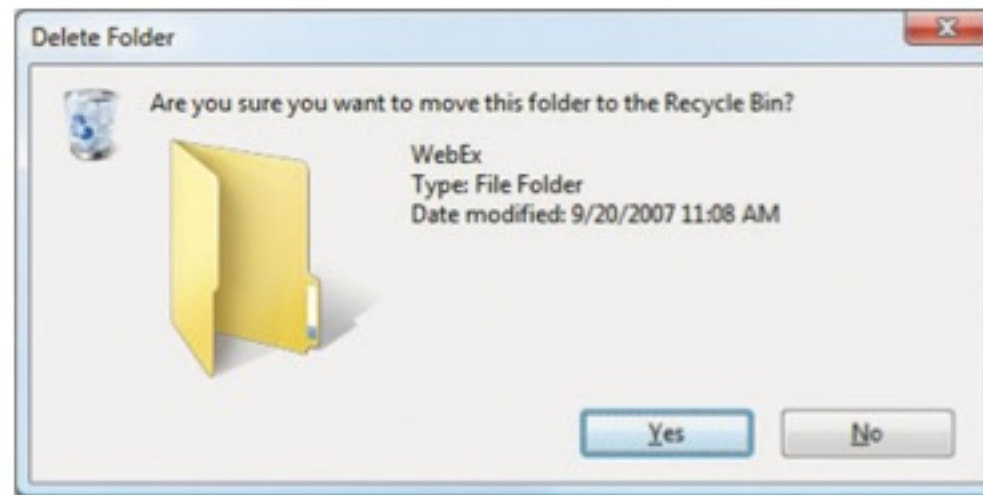 Delete Folder
Are you sure you want to move this folder to the Recycle Bin?
WebEx
Type: File Folder
Date modified: 9/20/2007 11:08 AM
Yes No